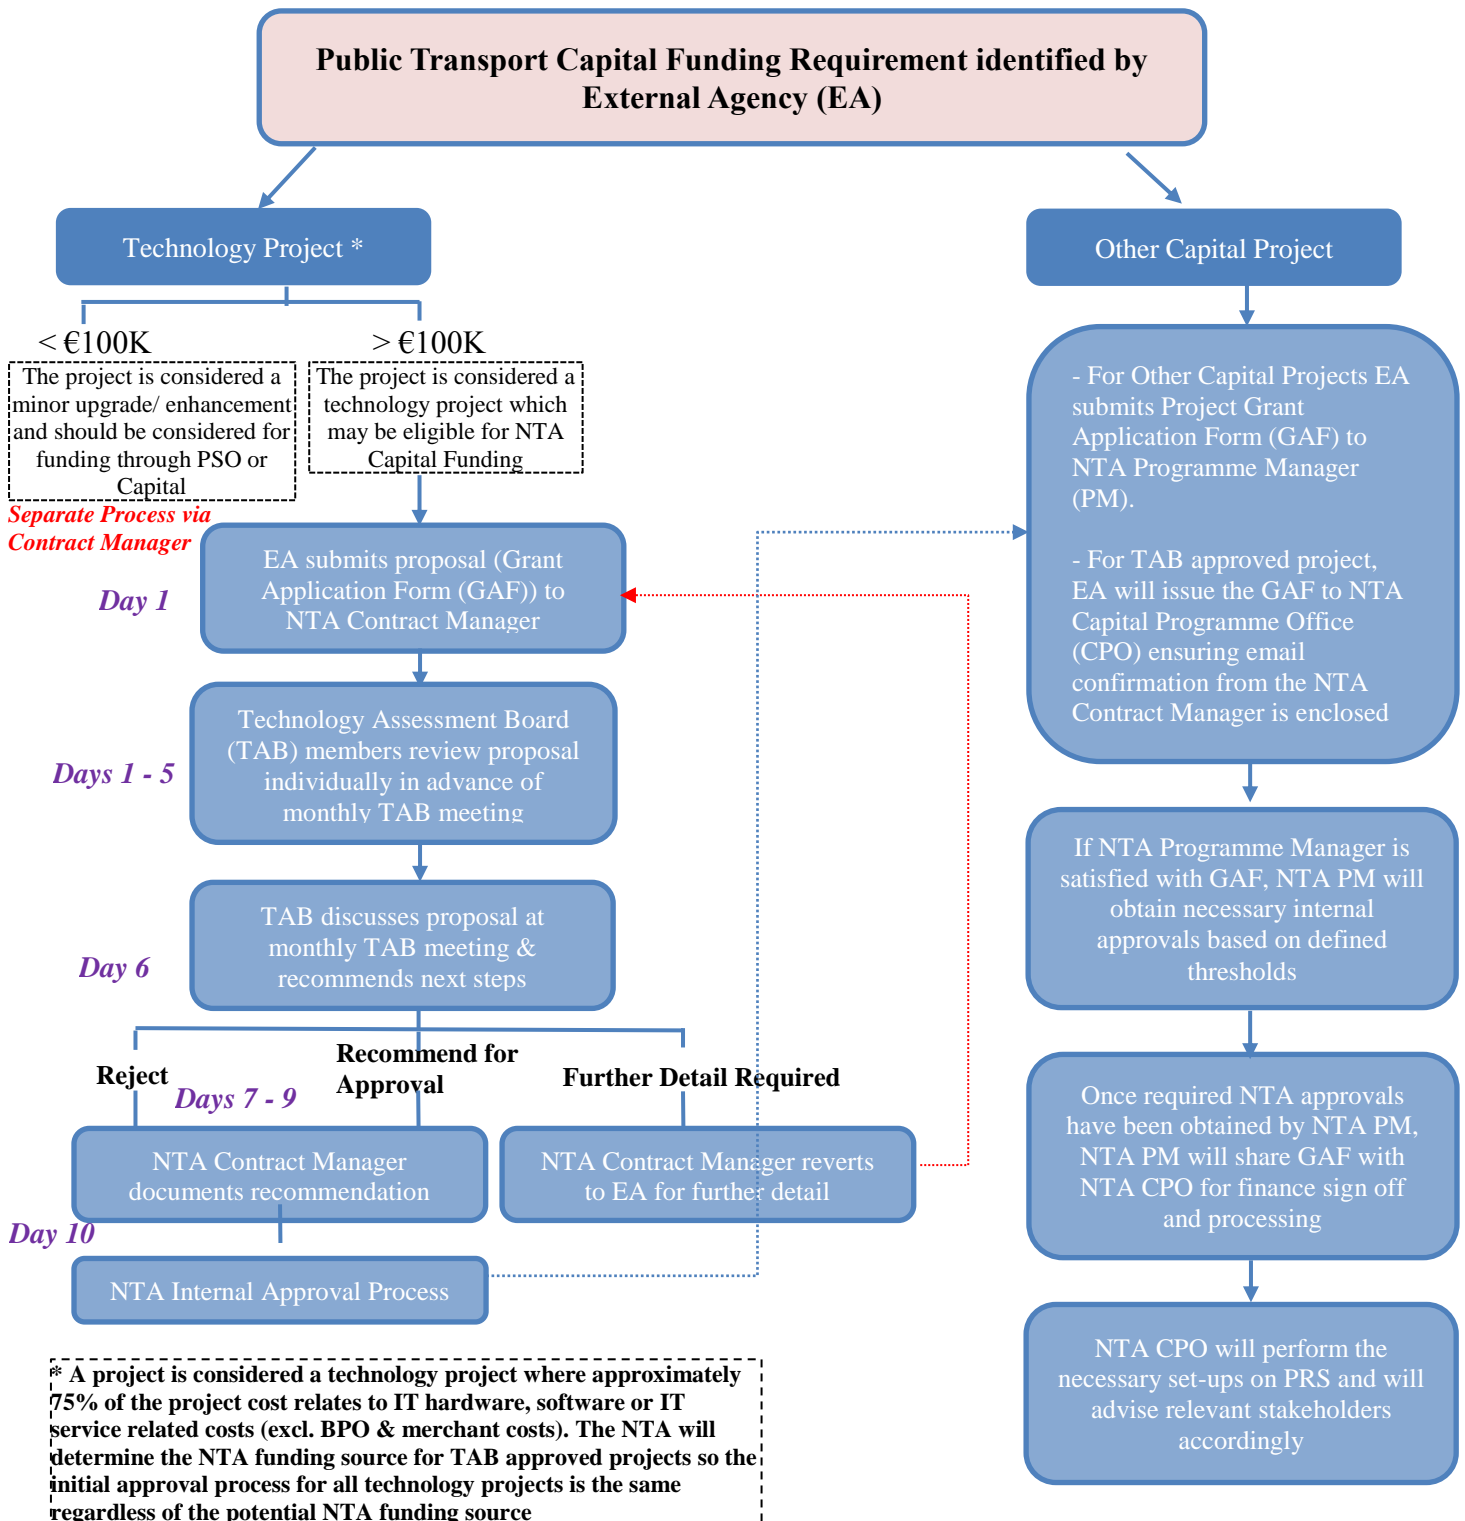 Public Transport Capital Funding Requirement identified by
External Agency (EA)
Technology Project *
Other Capital Project
< €100K
> €100K
The project is considered a
minor upgrade/ enhancement
and should be considered for
funding through PSO or
Capital
The project is considered a
technology project which
may be eligible for NTA
Capital Funding
Separate Process via
Contract Manager
Day 1
EA submits proposal (Grant
Application Form (GAF)) to
NTA Contract Manager
Days 1 - 5
Technology Assessment Board
(TAB) members review proposal
individually in advance of
monthly TAB meeting
Day 6
TAB discusses proposal at
monthly TAB meeting &
recommends next steps
Reject
Recommend for
Approval
Further Detail Required
Days 7 - 9
NTA Contract Manager
documents recommendation
NTA Contract Manager reverts
to EA for further detail
Day 10
NTA Internal Approval Process
* A project is considered a technology project where approximately
75% of the project cost relates to IT hardware, software or IT
service related costs (excl. BPO & merchant costs). The NTA will
determine the NTA funding source for TAB approved projects so the
initial approval process for all technology projects is the same
regardless of the potential NTA funding source
- For Other Capital Projects EA
submits Project Grant
Application Form (GAF) to
NTA Programme Manager
(PM).
- For TAB approved project,
EA will issue the GAF to NTA
Capital Programme Office
(CPO) ensuring email
confirmation from the NTA
Contract Manager is enclosed
If NTA Programme Manager is
satisfied with GAF, NTA PM will
obtain necessary internal
approvals based on defined
thresholds
Once required NTA approvals
have been obtained by NTA PM,
NTA PM will share GAF with
NTA CPO for finance sign off
and processing
NTA CPO will perform the
necessary set-ups on PRS and will
advise relevant stakeholders
accordingly